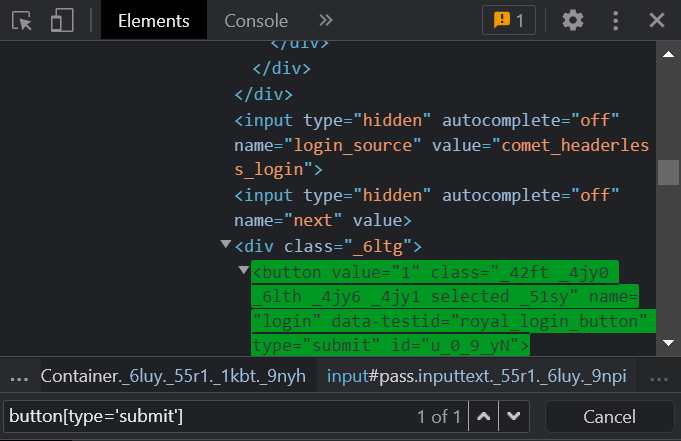 Elements Console » 1
</div>
</div>
</div>
<input type="hidden" autocomplete="off"
name="login_source" value="comet_headerles
s_login">
<input type="hidden" autocomplete="off"
name="next" value>
<div class="_6ltg">
<button value="1" class="_42ft _4jy0
_6lth _4jy6 _4jy1 selected _51sy" name=
"login" data-testid="royal_login_button"
type="submit" id="u_0_9_yN">
... Container._6luy._55r1._1kbt._9nyh input#pass.inputtext._55r1._6luy._9npi ...
button[type='submit'] 1 of 1 Cancel